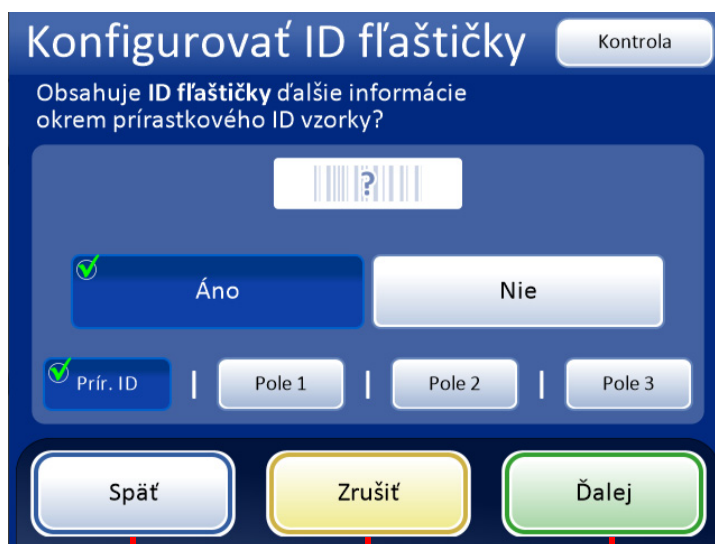 Konfigurovať ID fľaštičky
Kontrola
Obsahuje ID fľaštičky ďalšie informácie
okrem prírastkového ID vzorky?
?
Áno
Nie
Prír. ID | Pole 1 | Pole 2 | Pole 3
Späť
Zrušiť
Ďalej